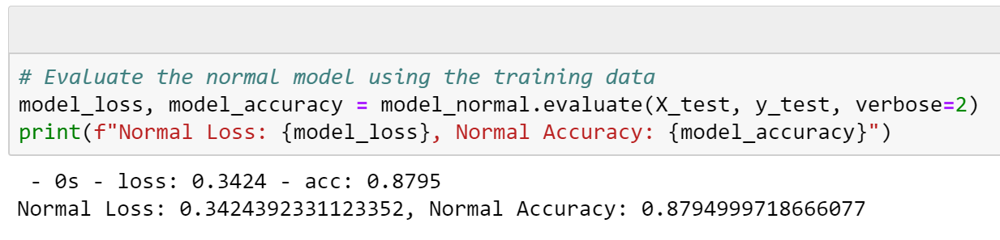 # Evaluate the normal model using the training data
model_loss, model_accuracy = model_normal.evaluate(X_test, y_test, verbose=2)
print(f"Normal Loss: {model_loss}, Normal Accuracy: {model_accuracy}")
- 0s - loss: 0.3424 - acc: 0.8795
Normal Loss: 0.3424392331123352, Normal Accuracy: 0.8794999718666077